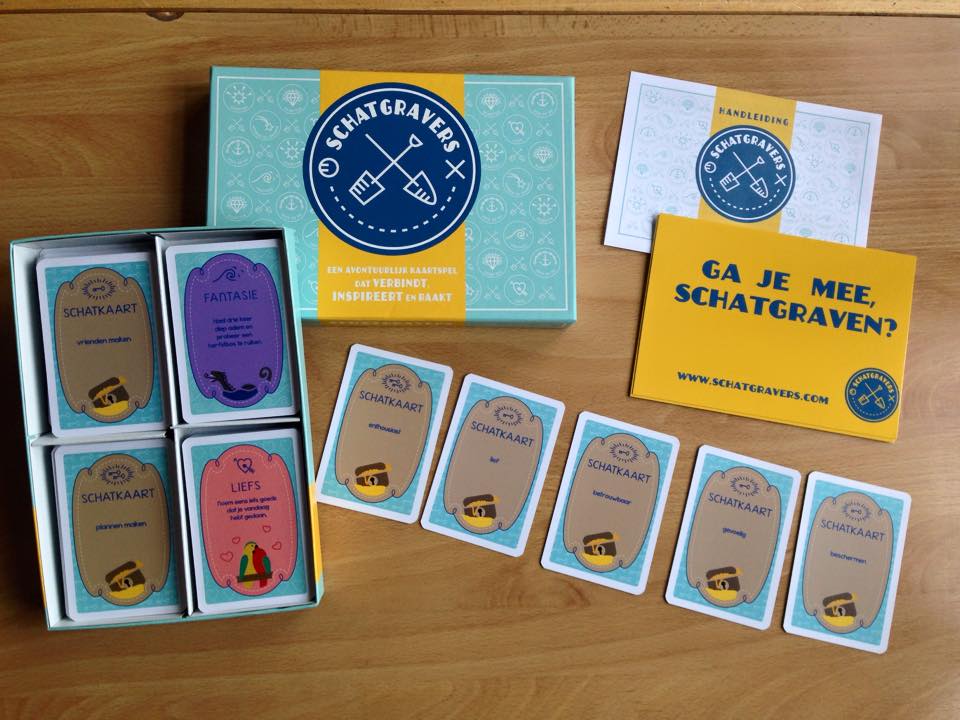 SCHATGRAVERS
EEN AVONTUURLIJK KAARTSPEL
DAT VERBINDT,
INSPIREERT EN RAAKT
HANDLEIDING
SCHATGRAVERS
GA JE MEE,
SCHATGRAVEN?
WWW.SCHATGRAVERS.COM
SCHATGRAVERS
SCHATKAART
vrienden maken
FANTASIE
Haal drie keer
diep adem en
probeer een
herfstbos te ruiken.
SCHATKAART
plannen maken
LIEFS
Noem eens iets goeds
dat je vandaag
hebt gedaan.
SCHATKAART
enthousiast
SCHATKAART
lief
SCHATKAART
betrouwbaar
SCHATKAART
gevoelig
SCHATKAART
beschermen